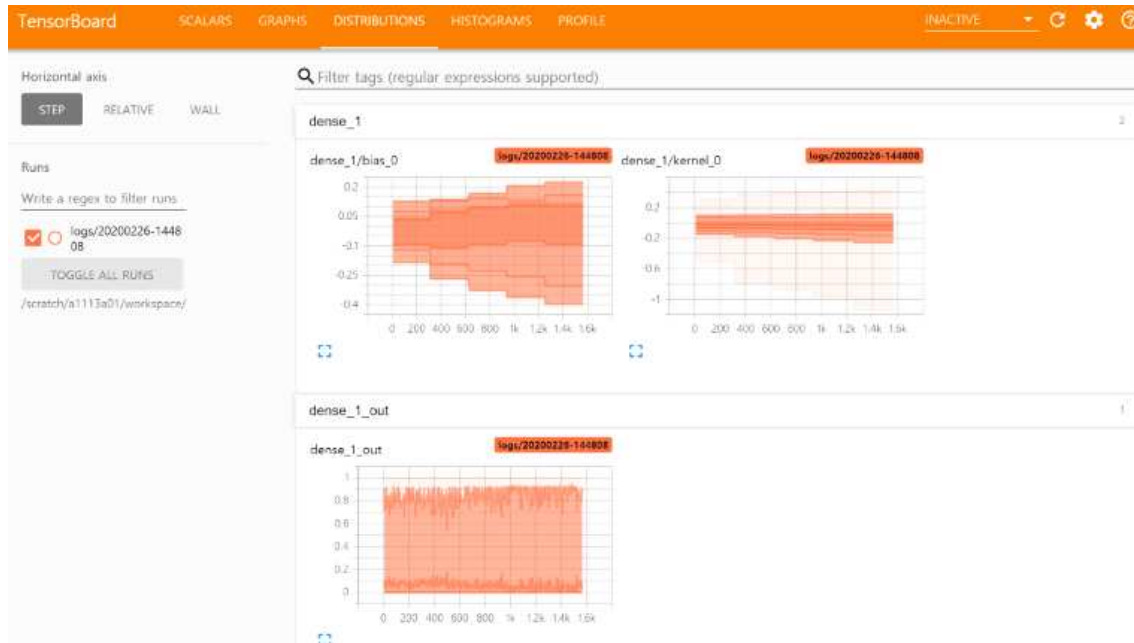 TensorBoard SCALARS GRAPHS DISTRIBUTIONS HISTOGRAMS PROFILE INACTIVE
Horizontal axis
STEP RELATIVE WALL
Runs
Write a regex to filter runs
logs/20200226-1448
08
TOGGLE ALL RUNS
/scratch/a1113a01/workspace/
Filter tags (regular expressions supported)
dense_1 2
dense_1/bias_0 logs/20200226-144808
0.2
0.05
-0.1
-0.25
-0.4
0 200 400 600 800 1k 1.2k 1.4k 1.6k
dense_1/kernel_0 logs/20200226-144808
0.2
-0.2
-0.6
-1
0 200 400 600 800 1k 1.2k 1.4k 1.6k
dense_1_out 1
dense_1_out logs/20200226-144808
1
0.8
0.6
0.4
0.2
0
0 200 400 600 800 1k 1.2k 1.4k 1.6k